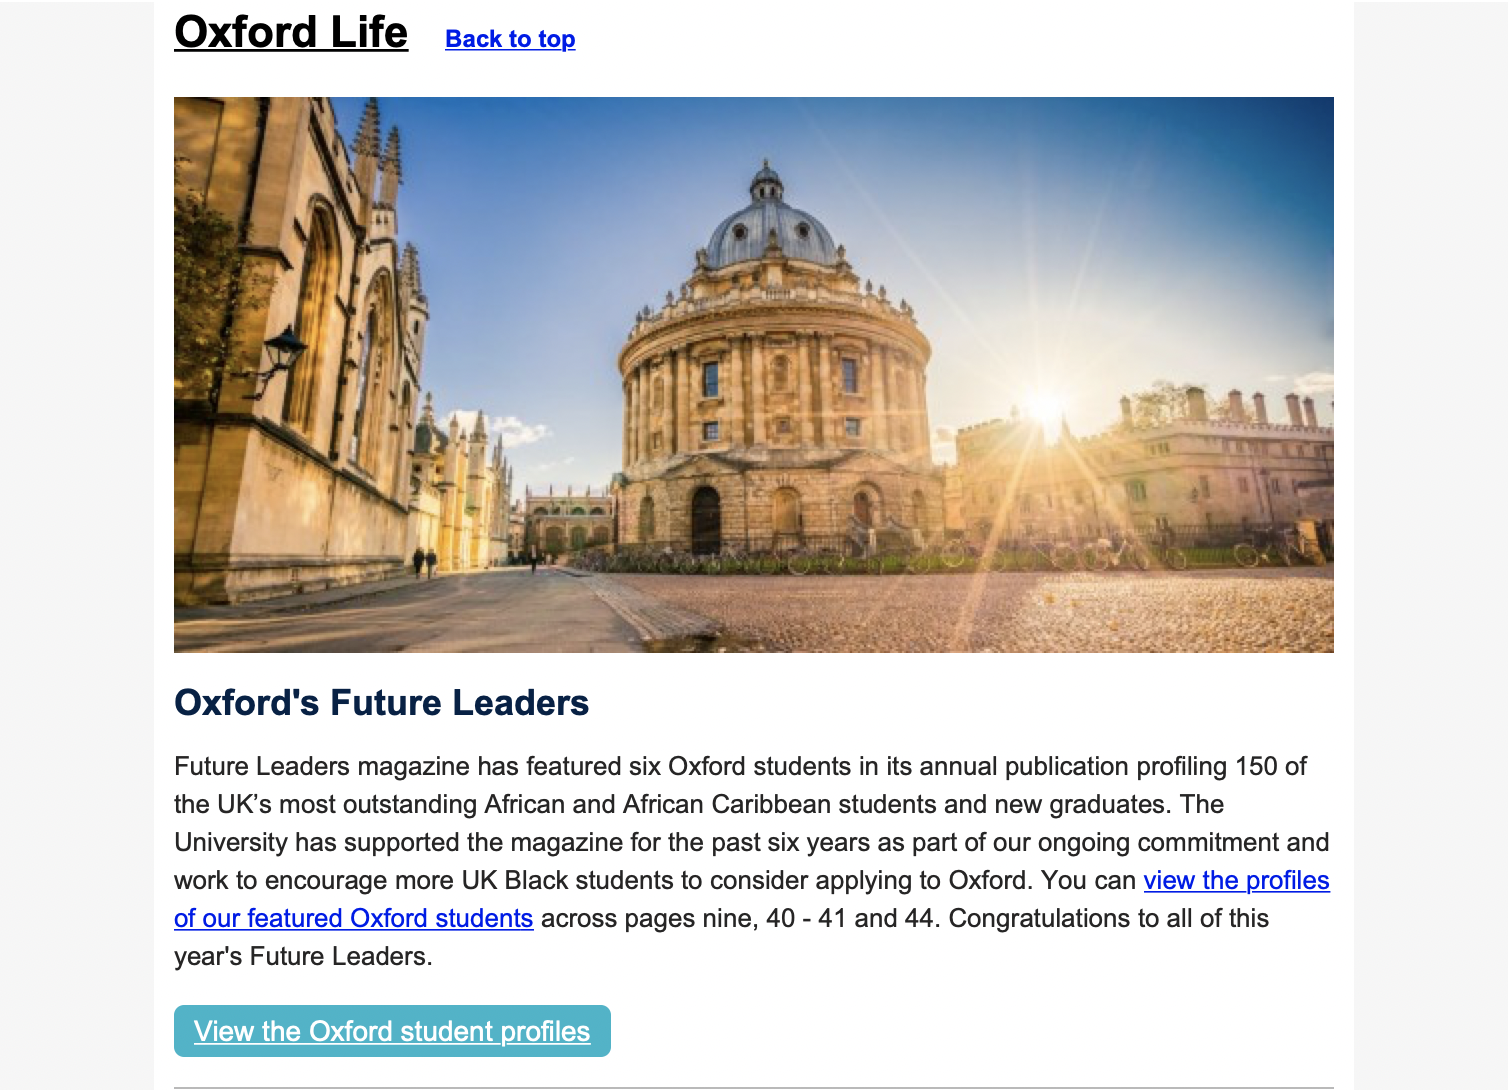 Oxford Life Back to top
Oxford's Future Leaders
Future Leaders magazine has featured six Oxford students in its annual publication profiling 150 of
the UK’s most outstanding African and African Caribbean students and new graduates. The
University has supported the magazine for the past six years as part of our ongoing commitment and
work to encourage more UK Black students to consider applying to Oxford. You can view the profiles
of our featured Oxford students across pages nine, 40 - 41 and 44. Congratulations to all of this
year's Future Leaders.
View the Oxford student profiles